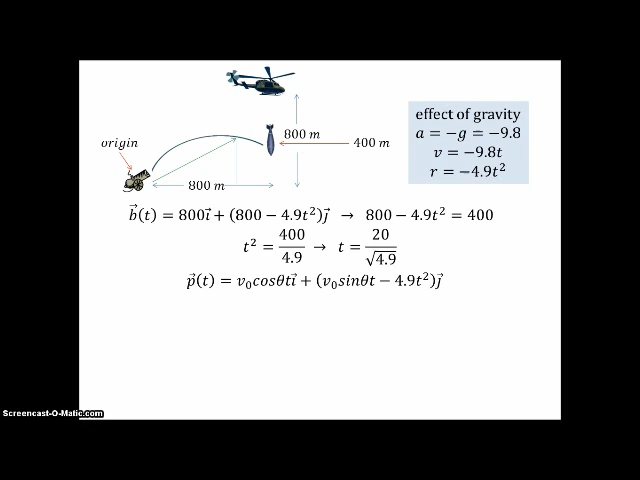 origin
800 m
400 m
800 m
effect of gravity
a = −g = −9.8
v = −9.8t
r = −4.9t²
b⃗(t) = 800i⃗ + (800 − 4.9t²)j⃗ → 800 − 4.9t² = 400
t² = 400/4.9 → t = 20/√4.9
p⃗(t) = v₀cosθti⃗ + (v₀sinθt − 4.9t²)j⃗
Screencast-O-Matic.com